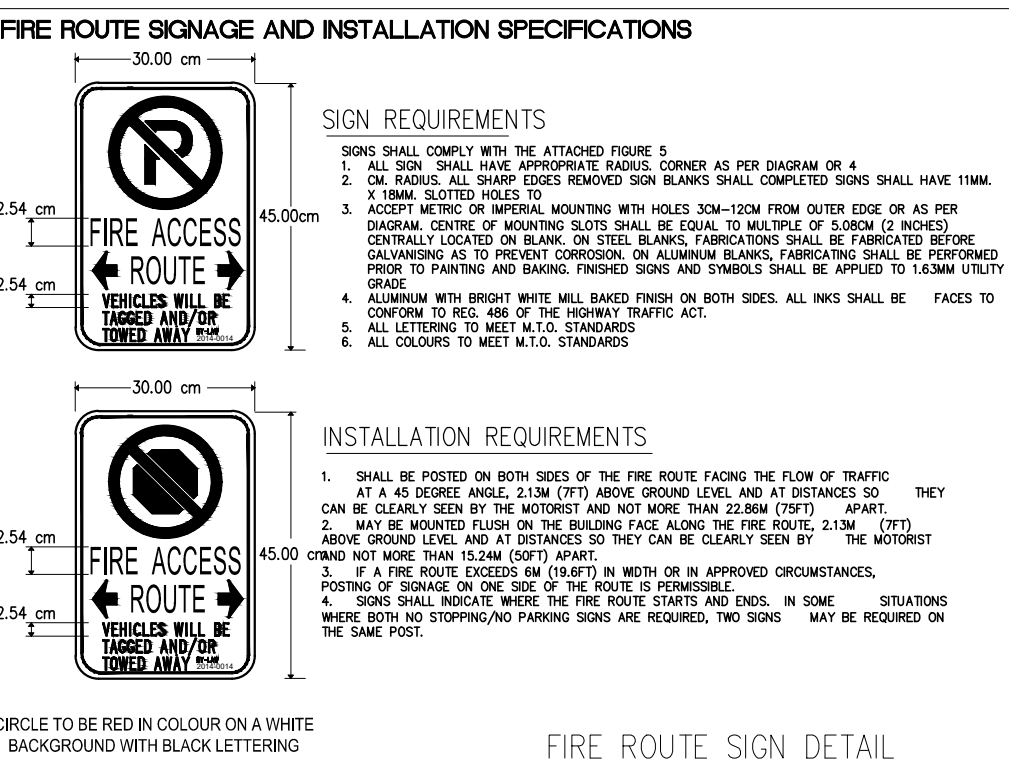 FIRE ROUTE SIGNAGE AND INSTALLATION SPECIFICATIONS
30.00 cm
P
2.54 cm
45.00cm
FIRE ACCESS
ROUTE
2.54 cm
VEHICLES WILL BE
TAGGED AND/OR
TOWED AWAY BY-LAW
2014-0014
SIGN REQUIREMENTS
SIGNS SHALL COMPLY WITH THE ATTACHED FIGURE 5
1. ALL SIGN SHALL HAVE APPROPRIATE RADIUS. CORNER AS PER DIAGRAM OR 4
2. CM. RADIUS. ALL SHARP EDGES REMOVED SIGN BLANKS SHALL COMPLETED SIGNS SHALL HAVE 11MM.
X 18MM. SLOTTED HOLES TO
3. ACCEPT METRIC OR IMPERIAL MOUNTING WITH HOLES 3CM-12CM FROM OUTER EDGE OR AS PER
DIAGRAM. CENTRE OF MOUNTING SLOTS SHALL BE EQUAL TO MULTIPLE OF 5.08CM (2 INCHES)
CENTRALLY LOCATED ON BLANK. ON STEEL BLANKS, FABRICATIONS SHALL BE FABRICATED BEFORE
GALVANISING AS TO PREVENT CORROSION. ON ALUMINUM BLANKS, FABRICATING SHALL BE PERFORMED
PRIOR TO PAINTING AND BAKING. FINISHED SIGNS AND SYMBOLS SHALL BE APPLIED TO 1.63MM UTILITY
GRADE
4. ALUMINUM WITH BRIGHT WHITE MILL BAKED FINISH ON BOTH SIDES. ALL INKS SHALL BE FACES TO
CONFORM TO REG. 486 OF THE HIGHWAY TRAFFIC ACT.
5. ALL LETTERING TO MEET M.T.O. STANDARDS
6. ALL COLOURS TO MEET M.T.O. STANDARDS
30.00 cm
2.54 cm
45.00 cm
FIRE ACCESS
ROUTE
2.54 cm
VEHICLES WILL BE
TAGGED AND/OR
TOWED AWAY BY-LAW
2014-0014
INSTALLATION REQUIREMENTS
1. SHALL BE POSTED ON BOTH SIDES OF THE FIRE ROUTE FACING THE FLOW OF TRAFFIC
AT A 45 DEGREE ANGLE, 2.13M (7FT) ABOVE GROUND LEVEL AND AT DISTANCES SO THEY
CAN BE CLEARLY SEEN BY THE MOTORIST AND NOT MORE THAN 22.86M (75FT) APART.
2. MAY BE MOUNTED FLUSH ON THE BUILDING FACE ALONG THE FIRE ROUTE, 2.13M (7FT)
ABOVE GROUND LEVEL AND AT DISTANCES SO THEY CAN BE CLEARLY SEEN BY THE MOTORIST
AND NOT MORE THAN 15.24M (50FT) APART.
3. IF A FIRE ROUTE EXCEEDS 6M (19.6FT) IN WIDTH OR IN APPROVED CIRCUMSTANCES,
POSTING OF SIGNAGE ON ONE SIDE OF THE ROUTE IS PERMISSIBLE.
4. SIGNS SHALL INDICATE WHERE THE FIRE ROUTE STARTS AND ENDS. IN SOME SITUATIONS
WHERE BOTH NO STOPPING/NO PARKING SIGNS ARE REQUIRED, TWO SIGNS MAY BE REQUIRED ON
THE SAME POST.
CIRCLE TO BE RED IN COLOUR ON A WHITE
BACKGROUND WITH BLACK LETTERING
FIRE ROUTE SIGN DETAIL